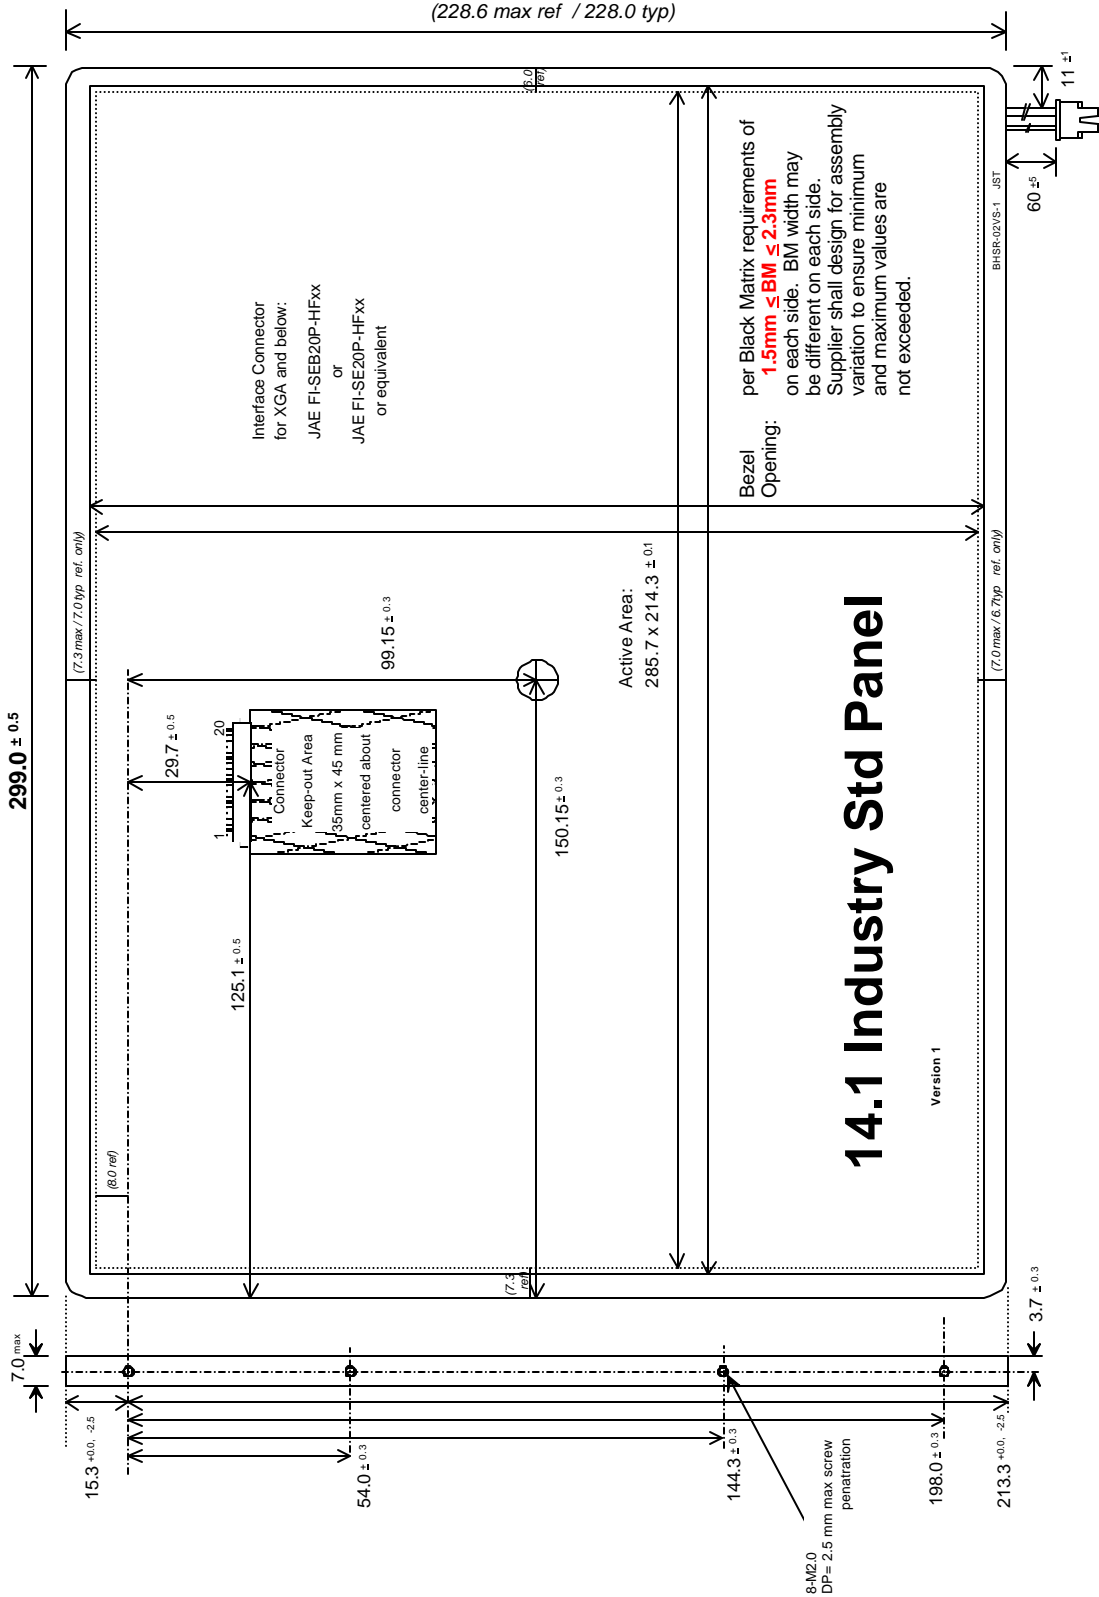 (228.6 max ref / 228.0 typ)
299.0 ± 0.5
(6.0 ref)
11 ±1
60 ±5
BHSR-02VS-1 JST
Interface Connector
for XGA and below:
JAE FI-SEB20P-HFxx
or
JAE FI-SE20P-HFxx
or equivalent
Bezel
Opening:
per Black Matrix requirements of
1.5mm ≤ BM ≤ 2.3mm
on each side. BM width may
be different on each side.
Supplier shall design for assembly
variation to ensure minimum
and maximum values are
not exceeded.
(7.3 max / 7.0 typ ref. only)
(7.0 max / 6.7typ ref. only)
99.15 ± 0.3
29.7 ± 0.5
1
20
Connector
Keep-out Area
35mm x 45 mm
centered about
connector
center-line
Active Area:
285.7 x 214.3 ± 0.1
150.15 ± 0.3
125.1 ± 0.5
(8.0 ref)
14.1 Industry Std Panel
Version 1
(7.3 ref)
7.0 max
3.7 ± 0.3
15.3 +0.0, -2.5
54.0 ± 0.3
144.3 ± 0.3
198.0 ± 0.3
213.3 +0.0, -2.5
8-M2.0
DP= 2.5 mm max screw
penatration